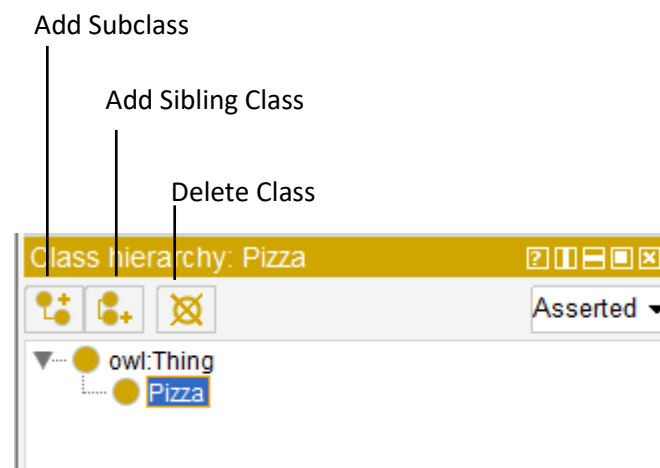 Add Subclass
Add Sibling Class
Delete Class
Class hierarchy: Pizza
Asserted
owl:Thing
Pizza